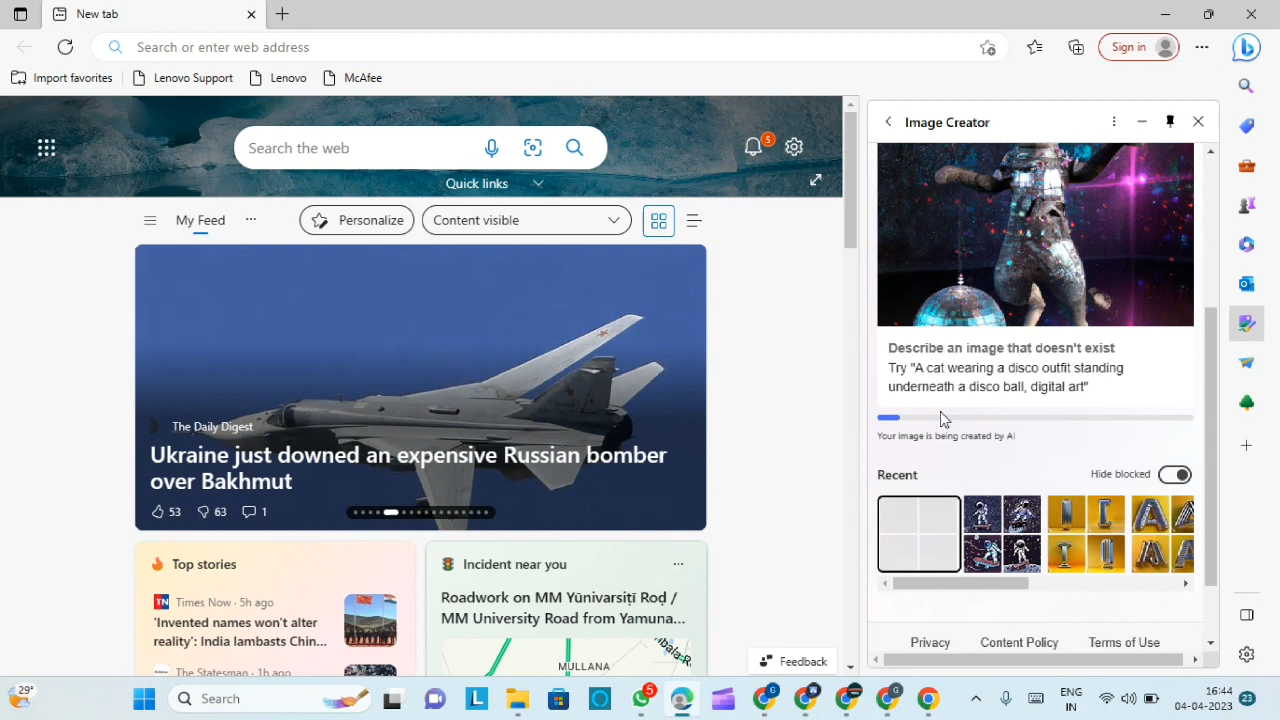 New tab
Search or enter web address
Sign in
Import favorites
Lenovo Support
Lenovo
McAfee
Search the web
5
Quick links
My Feed
Personalize
Content visible
The Daily Digest
Ukraine just downed an expensive Russian bomber
over Bakhmut
53
63
1
Top stories
Times Now · 5h ago
'Invented names won't alter
reality': India lambasts Chin...
The Statesman · 1h ago
Incident near you
Roadwork on MM Yūnivarsiṭī Roḍ /
MM University Road from Yamuna...
MULLANA
Feedback
Image Creator
Describe an image that doesn't exist
Try "A cat wearing a disco outfit standing
underneath a disco ball, digital art"
Your image is being created by AI
Recent
Hide blocked
Privacy
Content Policy
Terms of Use
29°
Search
5
ENG
IN
16:44
04-04-2023
23